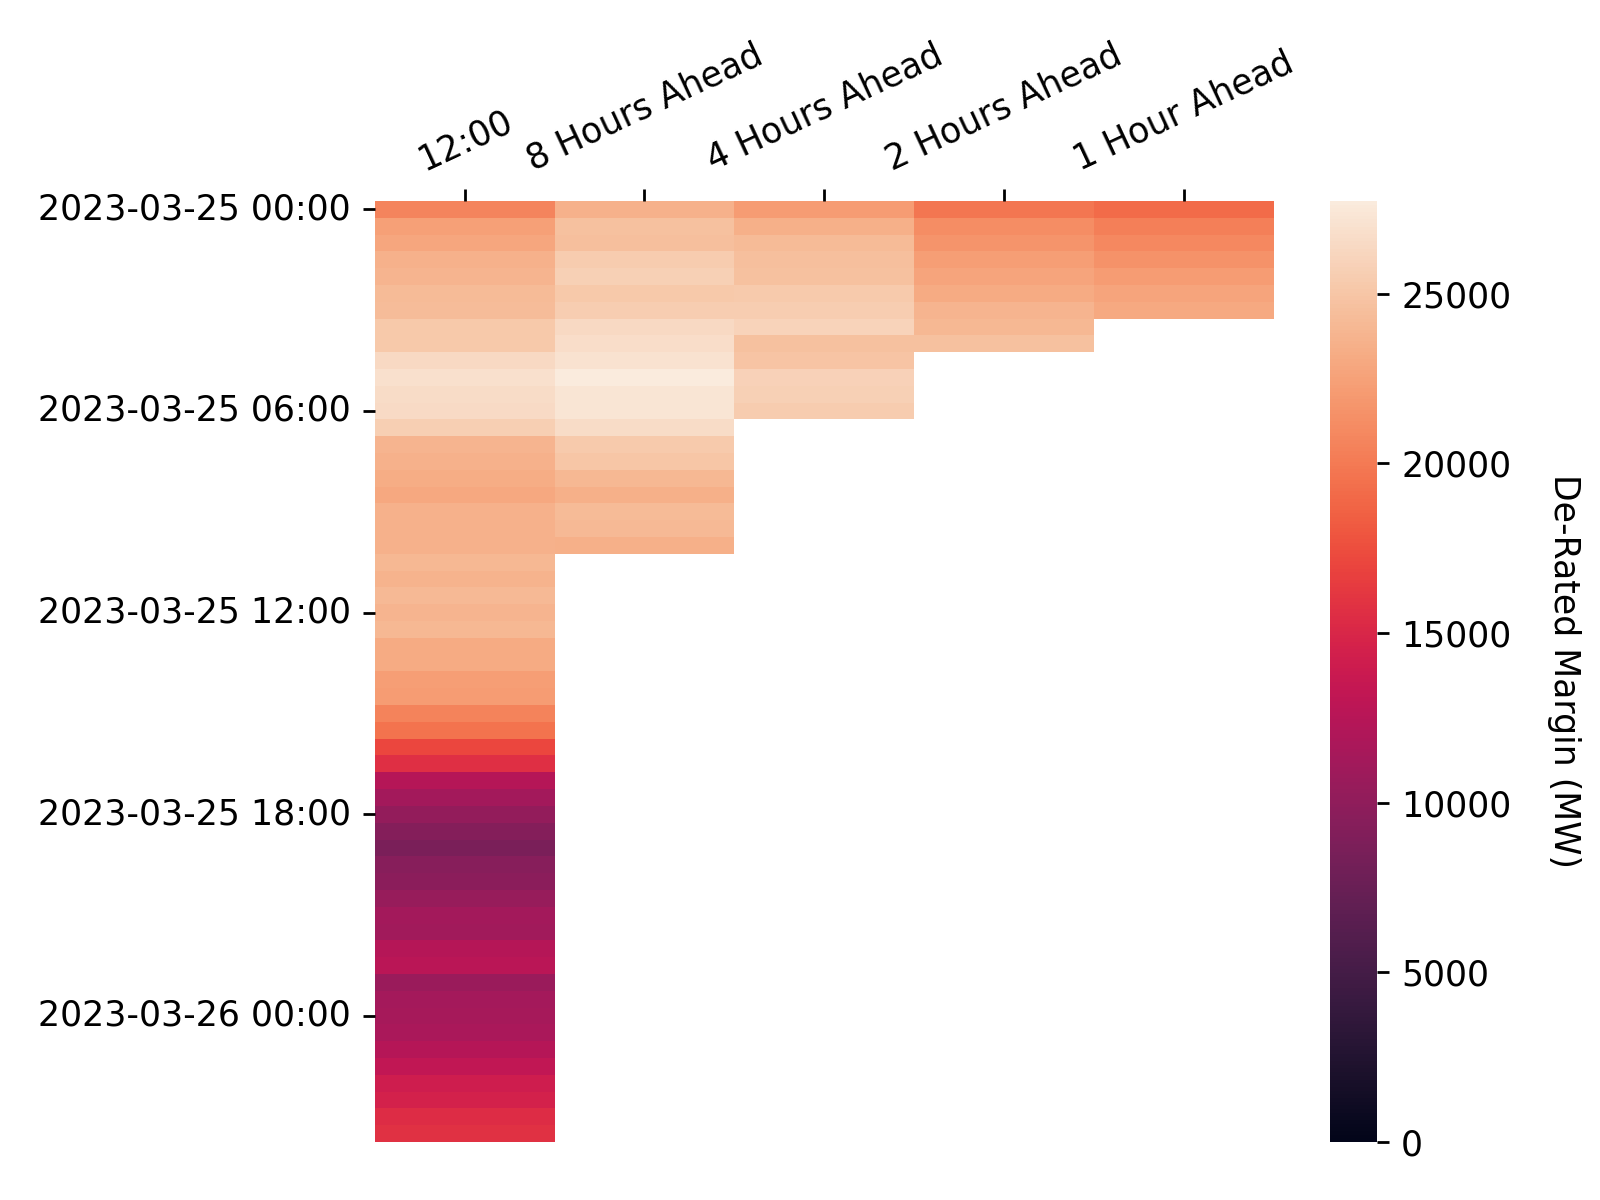 12:00
8 Hours Ahead
4 Hours Ahead
2 Hours Ahead
1 Hour Ahead
2023-03-25 00:00
2023-03-25 06:00
2023-03-25 12:00
2023-03-25 18:00
2023-03-26 00:00
25000
20000
15000
10000
5000
0
De-Rated Margin (MW)